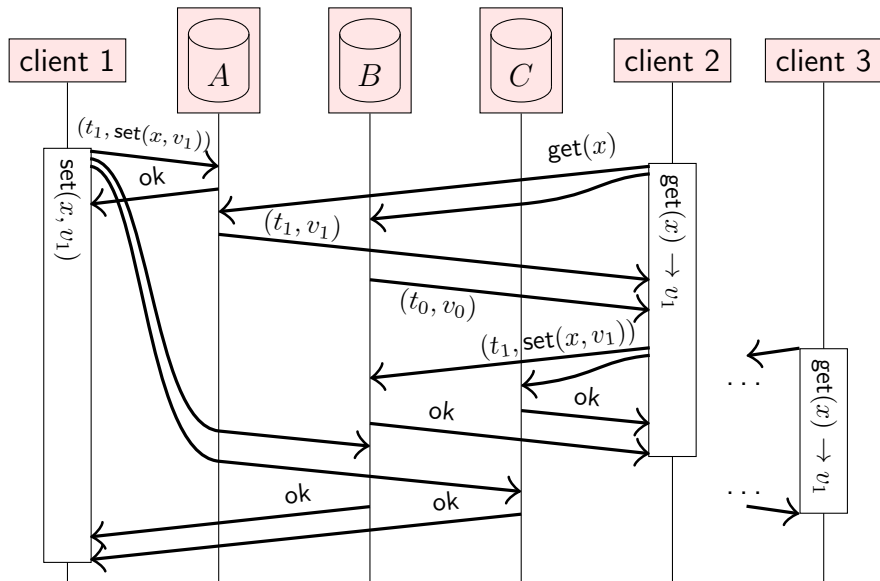 client 1
A
B
C
client 2
client 3
(t₁, set(x, v₁))
ok
set(x, v₁)
get(x)
(t₁, v₁)
(t₀, v₀)
get(x) → v₁
(t₁, set(x, v₁))
ok
ok
. . .
get(x) → v₁
. . .
ok
ok